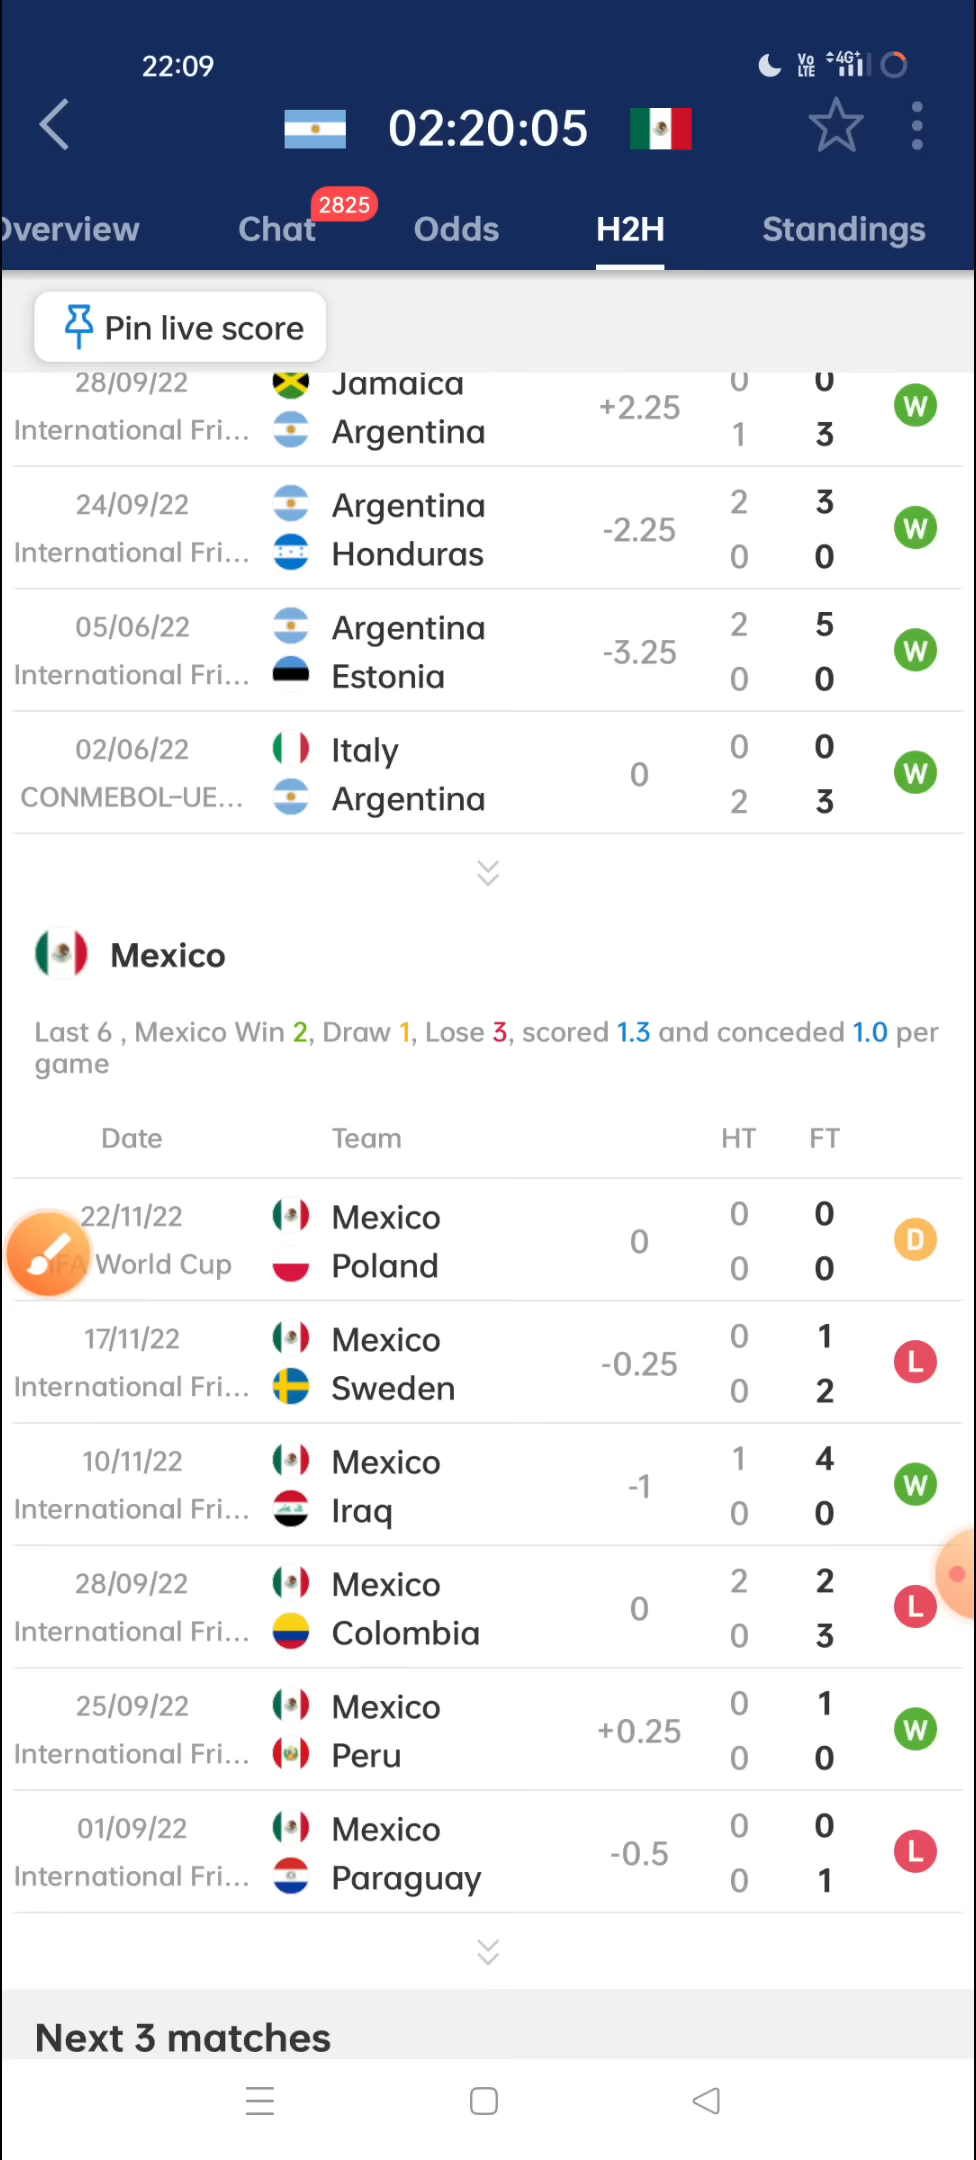 22:09
Vo LTE 4G+
02:20:05
Overview Chat 2825 Odds H2H Standings
Pin live score
28/09/22 Jamaica 0 0
International Fri... Argentina +2.25 1 3 W
24/09/22 Argentina 2 3
International Fri... Honduras -2.25 0 0 W
05/06/22 Argentina 2 5
International Fri... Estonia -3.25 0 0 W
02/06/22 Italy 0 0
CONMEBOL-UE... Argentina 0 2 3 W
Mexico
Last 6 , Mexico Win 2, Draw 1, Lose 3, scored 1.3 and conceded 1.0 per
game
Date Team HT FT
22/11/22 Mexico 0 0
FA World Cup Poland 0 0 0 D
17/11/22 Mexico 0 1
International Fri... Sweden -0.25 0 2 L
10/11/22 Mexico 1 4
International Fri... Iraq -1 0 0 W
28/09/22 Mexico 2 2
International Fri... Colombia 0 0 3 L
25/09/22 Mexico 0 1
International Fri... Peru +0.25 0 0 W
01/09/22 Mexico 0 0
International Fri... Paraguay -0.5 0 1 L
Next 3 matches